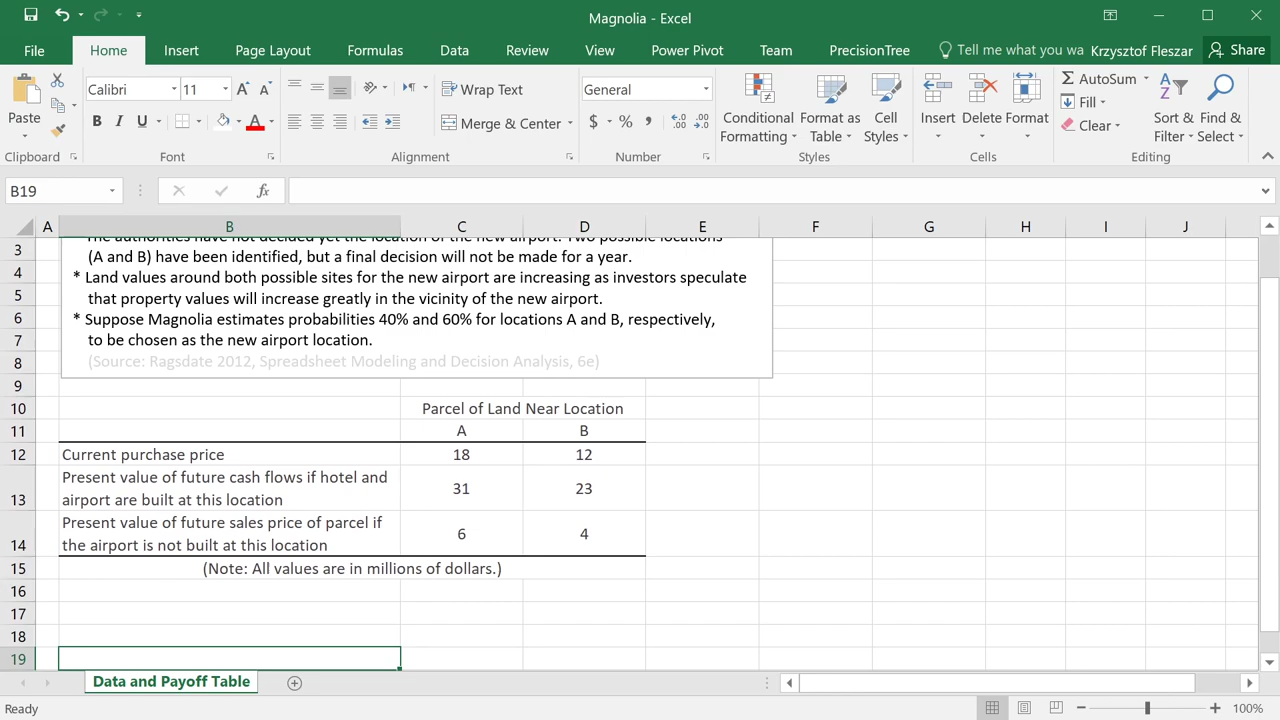 Magnolia - Excel
File Home Insert Page Layout Formulas Data Review View Power Pivot Team PrecisionTree Tell me what you wa Krzysztof Fleszar Share
Calibri 11 Wrap Text General AutoSum
Paste Fill
B I U A Merge & Center $ % Conditional Formatting Format as Table Cell Styles Insert Delete Format Clear Sort & Filter Find & Select
Clipboard Font Alignment Number Styles Cells Editing
B19 fx
A B C D E F G H I J
3 The authorities have not decided yet the location of the new airport. Two possible locations
4 (A and B) have been identified, but a final decision will not be made for a year.
* Land values around both possible sites for the new airport are increasing as investors speculate
5 that property values will increase greatly in the vicinity of the new airport.
6 * Suppose Magnolia estimates probabilities 40% and 60% for locations A and B, respectively,
7 to be chosen as the new airport location.
8 (Source: Ragsdate 2012, Spreadsheet Modeling and Decision Analysis, 6e)
9
10 Parcel of Land Near Location
11 A B
12 Current purchase price 18 12
Present value of future cash flows if hotel and
13 airport are built at this location 31 23
Present value of future sales price of parcel if
14 the airport is not built at this location 6 4
15 (Note: All values are in millions of dollars.)
16
17
18
19
Data and Payoff Table
Ready 100%